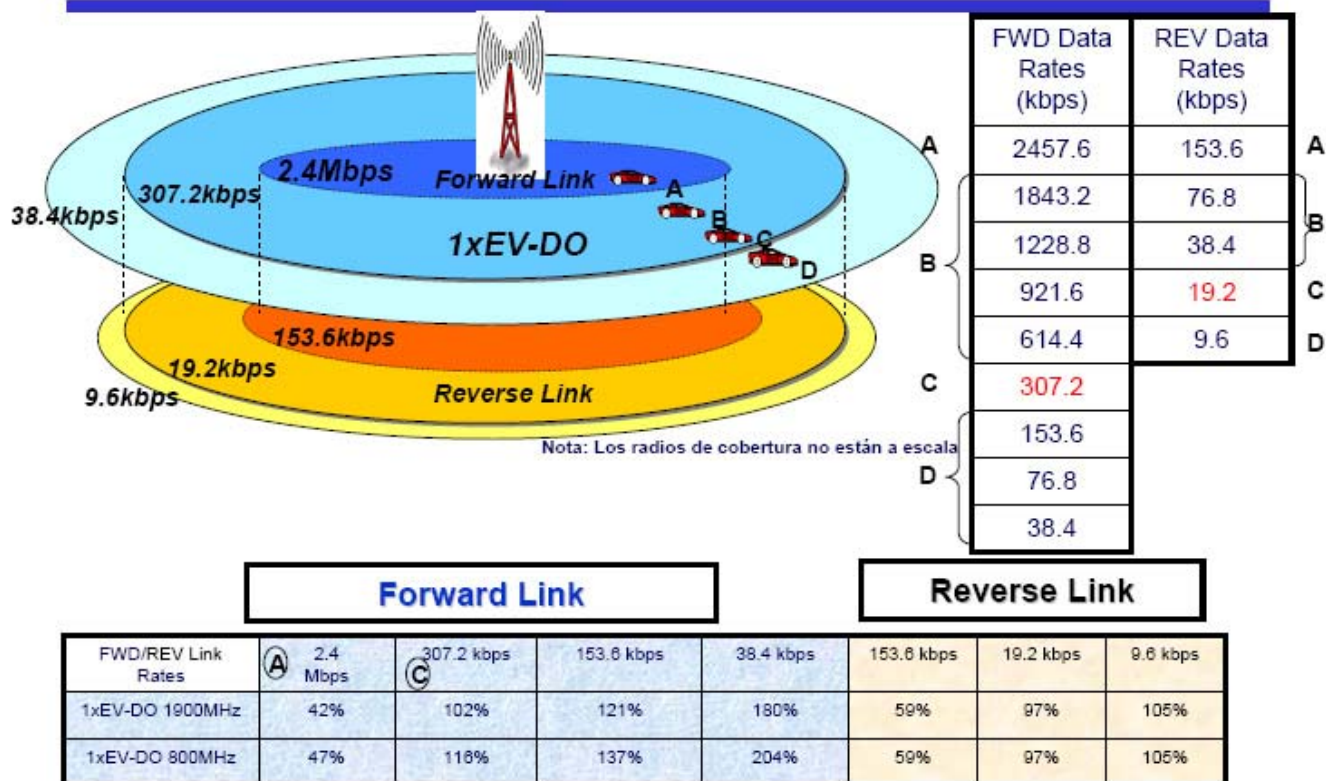 2.4Mbps
Forward Link
307.2kbps
38.4kbps
1xEV-DO
A
B
C
D
153.6kbps
19.2kbps
9.6kbps
Reverse Link
Nota: Los radios de cobertura no están a escala
FWD Data Rates (kbps) REV Data Rates (kbps)
A 2457.6 153.6 A
1843.2 76.8
B
1228.8 38.4
B
921.6 19.2 C
614.4 9.6 D
C 307.2
153.6
D 76.8
38.4
Forward Link
Reverse Link
FWD/REV Link Rates A 2.4 Mbps C 307.2 kbps 153.6 kbps 38.4 kbps 153.6 kbps 19.2 kbps 9.6 kbps
1xEV-DO 1900MHz 42% 102% 121% 180% 59% 97% 105%
1xEV-DO 800MHz 47% 116% 137% 204% 59% 97% 105%